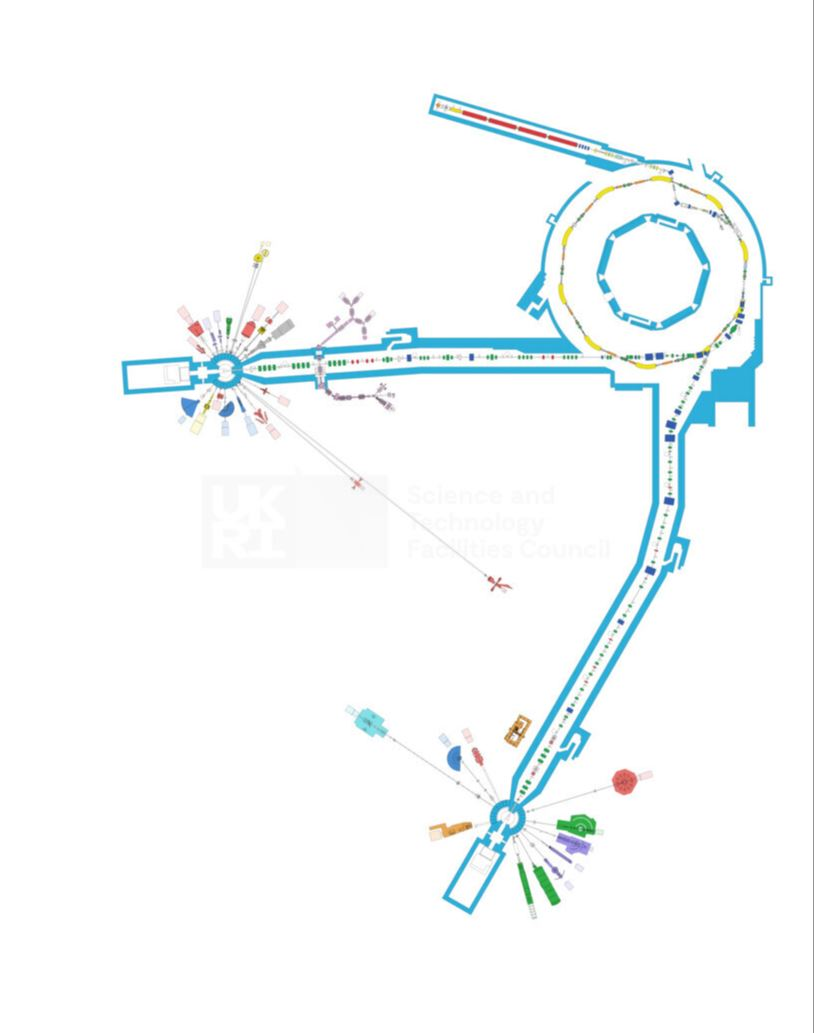 UK
RI
Science and
Technology
Facilities Council